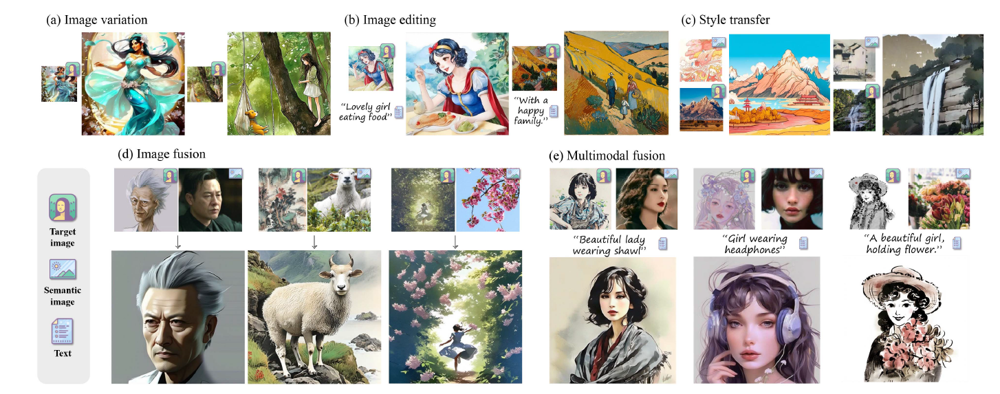 (a) Image variation
(b) Image editing
(c) Style transfer
“Lovely girl
eating food”
“With a
happy
family.”
(d) Image fusion
(e) Multimodal fusion
Target
image
Semantic
image
Text
“Beautiful lady
wearing shawl”
“Girl wearing
headphones”
“A beautiful girl,
holding flower.”